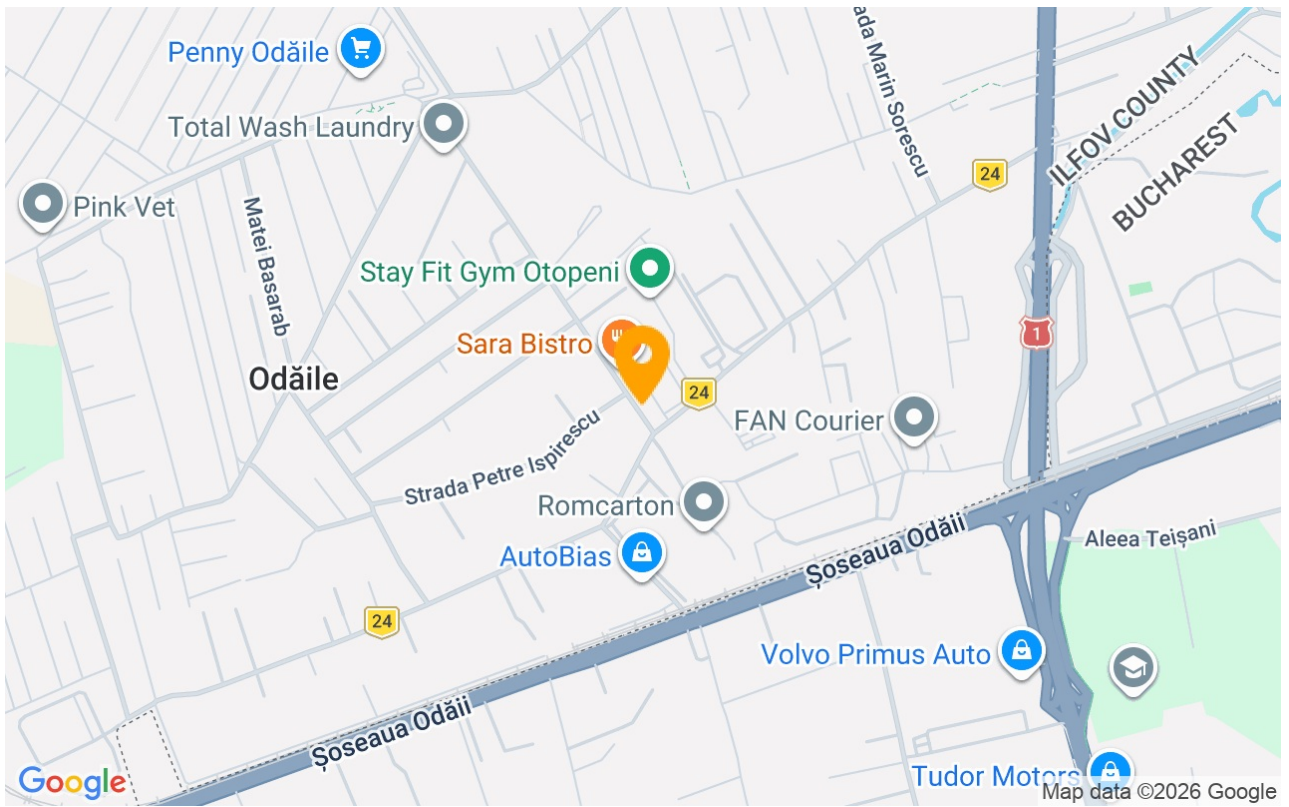 Penny Odăile
Total Wash Laundry
Pink Vet
Matei Basarab
ada Marin Sorescu
24
ILFOV COUNTY
BUCHAREST
Stay Fit Gym Otopeni
Sara Bistro
1
Odăile
24
FAN Courier
Strada Petre Ispirescu
Romcarton
AutoBias
Șoseaua Odăii
Aleea Teișani
24
Volvo Primus Auto
Șoseaua Odăii
Tudor Motors
Google
Map data ©2026 Google